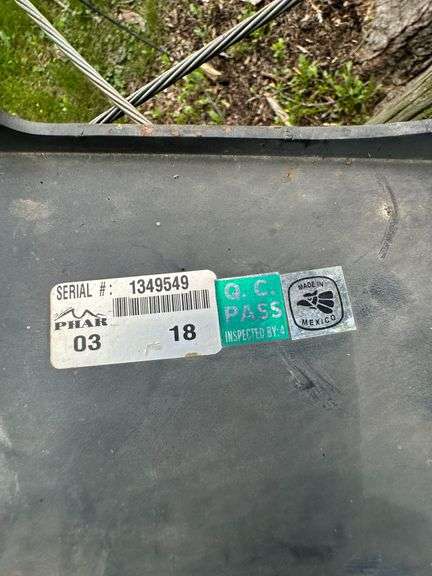 SERIAL #: 1349549
PHAR
03 18
Q.C.
PASS
INSPECTED BY: 4
MADE IN
MEXICO